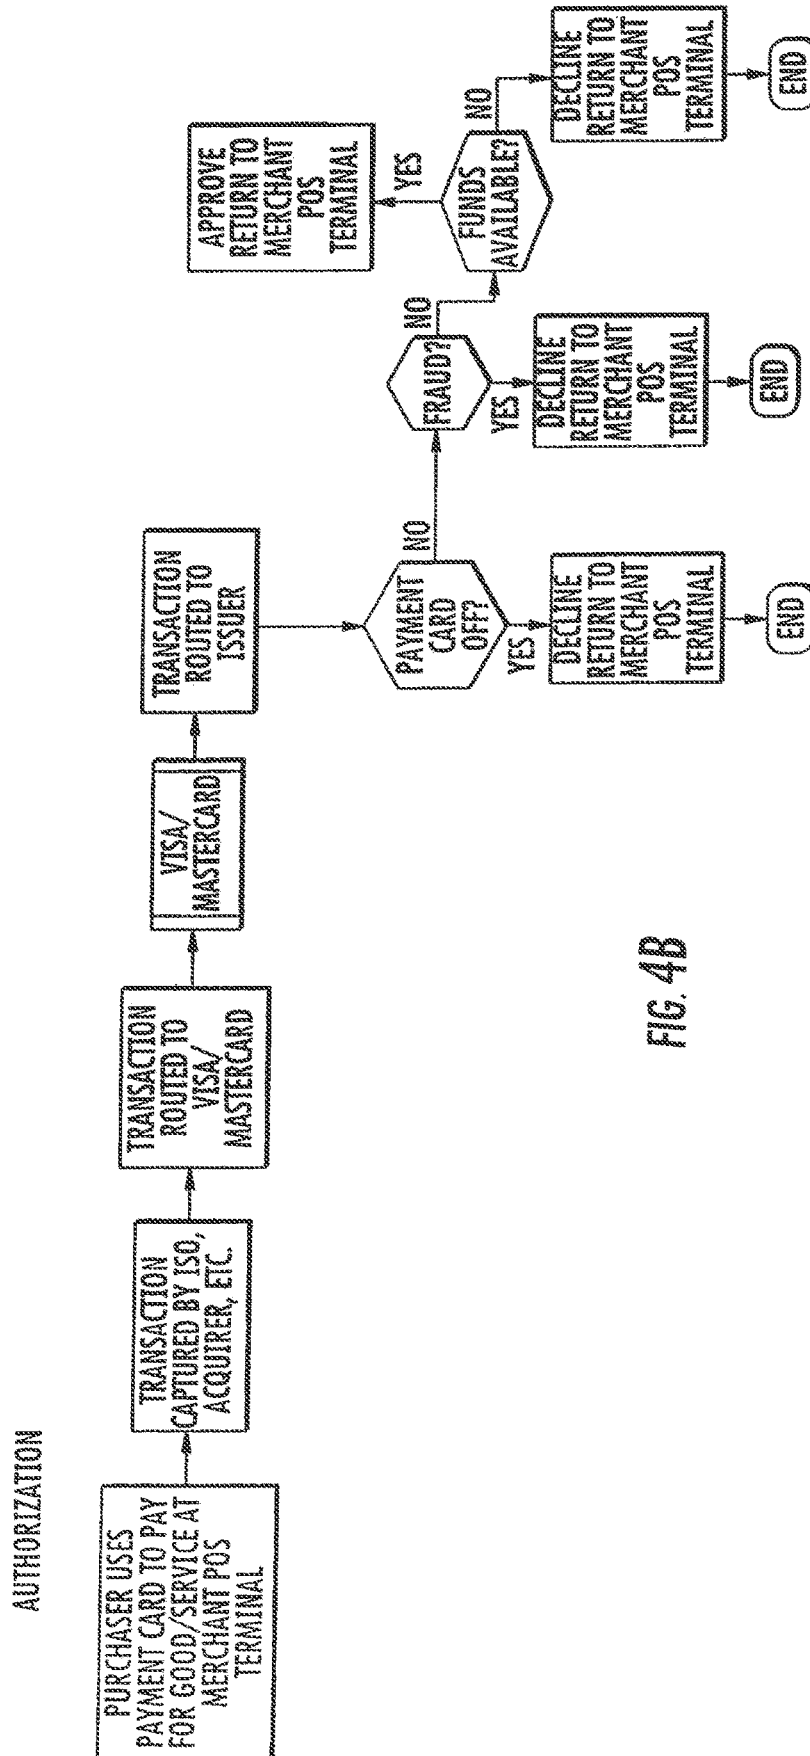 AUTHORIZATION
PURCHASER USES
PAYMENT CARD TO PAY
FOR GOOD/SERVICE AT
MERCHANT POS
TERMINAL
TRANSACTION
CAPTURED BY ISO,
ACQUIRER, ETC.
TRANSACTION
ROUTED TO
VISA/
MASTERCARD
VISA/
MASTERCARD
TRANSACTION
ROUTED TO
ISSUER
PAYMENT
CARD
OFF?
NO
YES
DECLINE
RETURN TO
MERCHANT
POS
TERMINAL
END
FRAUD?
NO
YES
DECLINE
RETURN TO
MERCHANT
POS
TERMINAL
END
FUNDS
AVAILABLE?
YES
APPROVE
RETURN TO
MERCHANT
POS
TERMINAL
NO
DECLINE
RETURN TO
MERCHANT
POS
TERMINAL
END
FIG. 4B